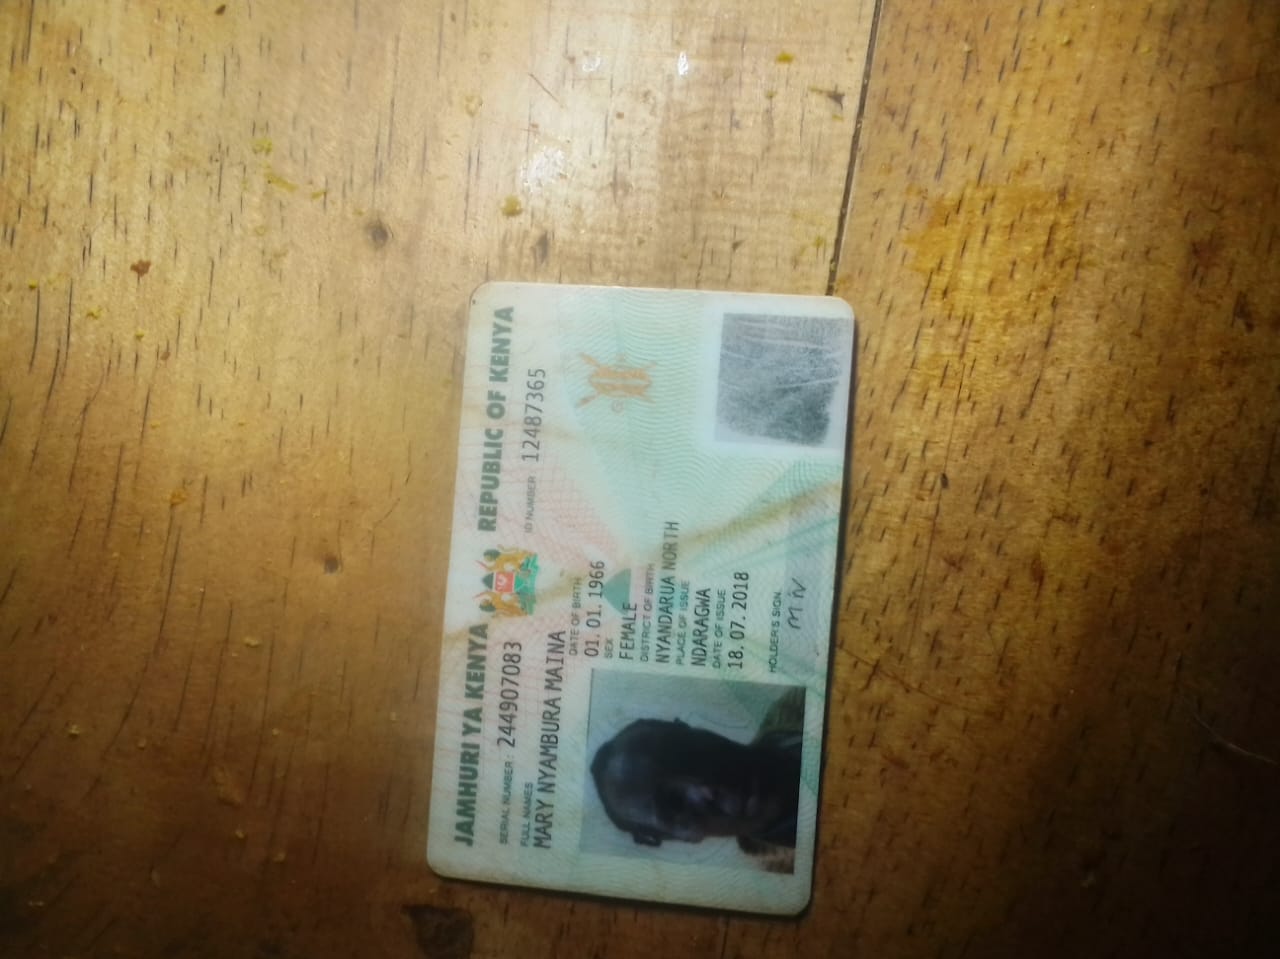 JAMHURI YA KENYA REPUBLIC OF KENYA
SERIAL NUMBER: 244907083 ID NUMBER 12487365
FULL NAMES
MARY NYAMBURA MAINA
DATE OF BIRTH
01. 01. 1966
SEX
FEMALE
DISTRICT OF BIRTH
NYANDARUA NORTH
PLACE OF ISSUE
NDARAGWA
DATE OF ISSUE
18. 07. 2018
HOLDER'S SIGN.